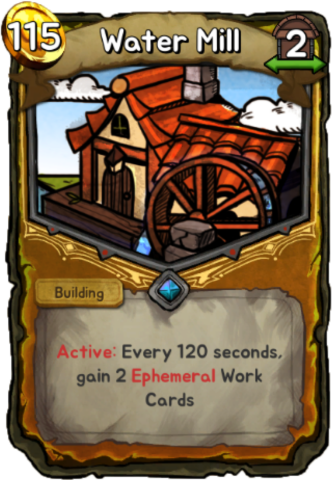 115
Water Mill
2
Building
Active: Every 120 seconds,
gain 2 Ephemeral Work
Cards